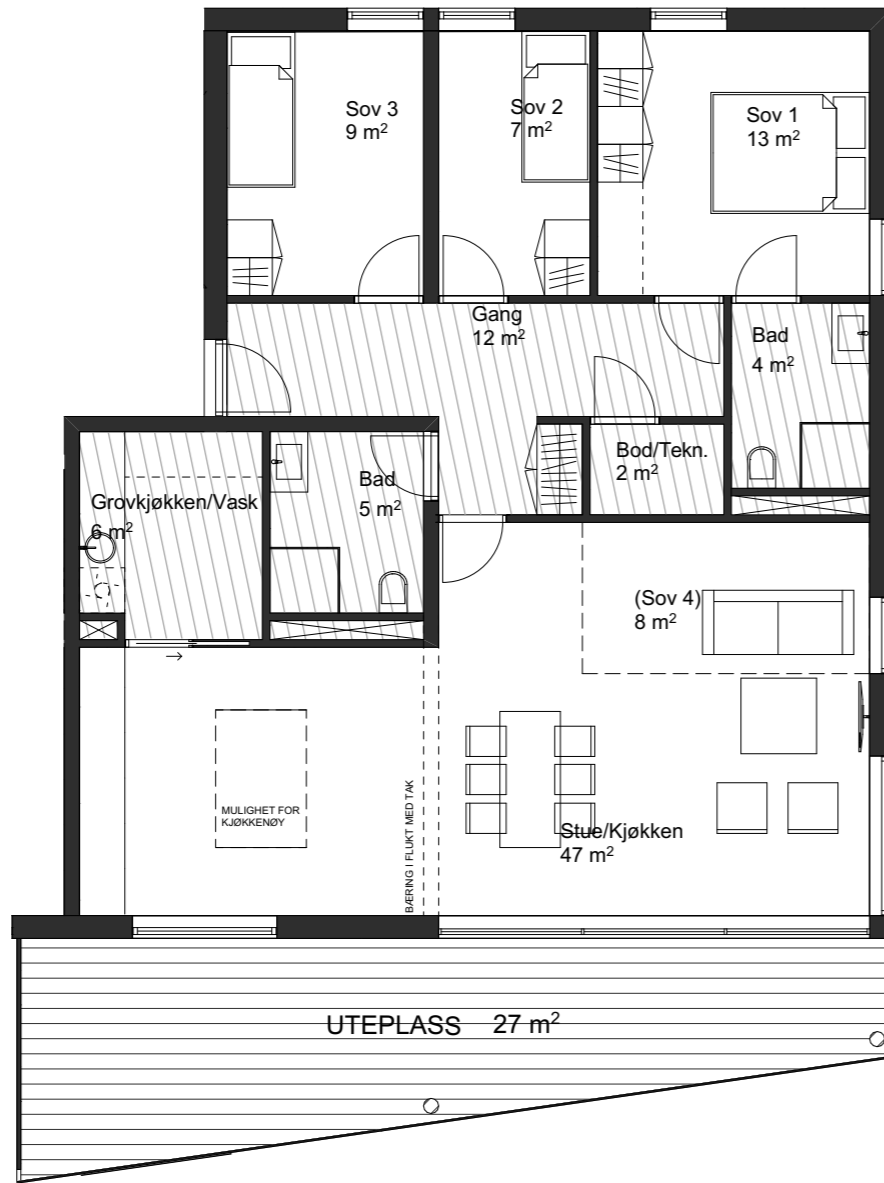 Sov 3
9 m²
Sov 2
7 m²
Sov 1
13 m²
Gang
12 m²
Bad
4 m²
Bod/Tekn.
2 m²
Bad
5 m²
Grovkjøkken/Vask
6 m²
(Sov 4)
8 m²
MULIGHET FOR
KJØKKENØY
BÆRING I FLUKT MED TAK
Stue/Kjøkken
47 m²
UTEPLASS 27 m²